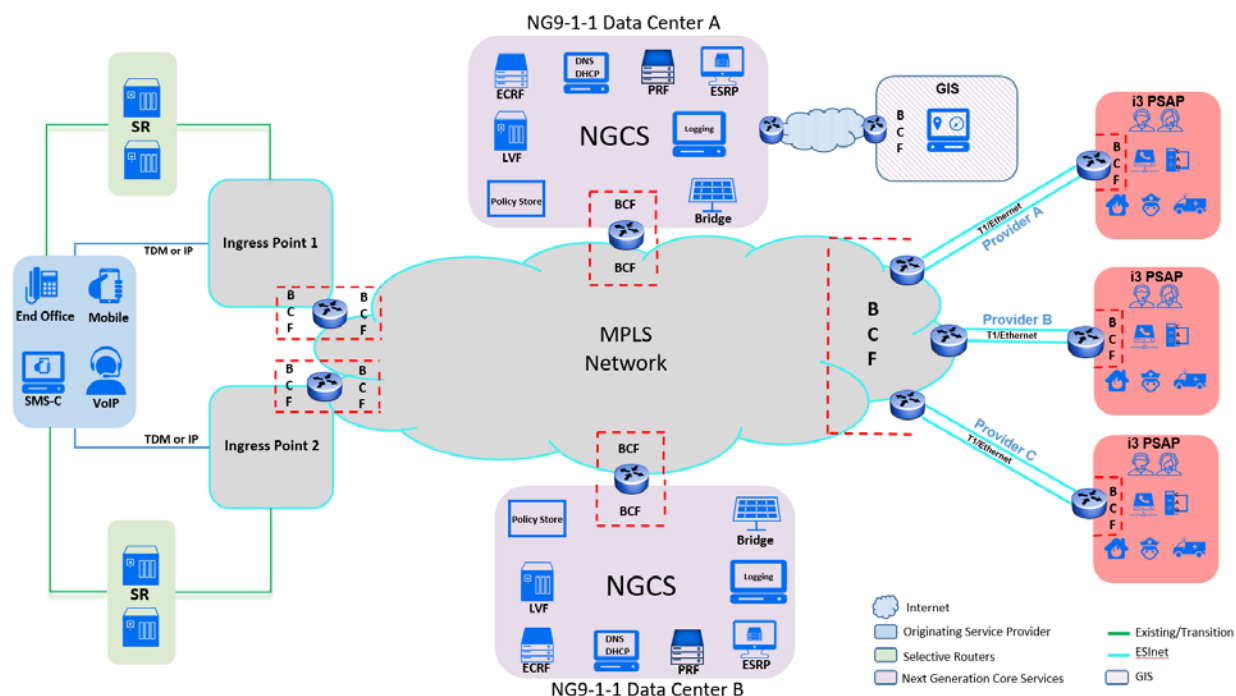 NG9-1-1 Data Center A
ECRF
DNS
DHCP
PRF
ESRP
LVF
NGCS
Logging
Policy Store
Bridge
BCF
BCF
GIS
B
C
F
SR
Ingress Point 1
TDM or IP
End Office
Mobile
SMS-C
VoIP
TDM or IP
Ingress Point 2
SR
B
C
F
B
C
F
B
C
F
B
C
F
MPLS
Network
B
C
F
T1/Ethernet
Provider A
Provider B
T1/Ethernet
Provider C
T1/Ethernet
i3 PSAP
B
C
F
i3 PSAP
B
C
F
i3 PSAP
B
C
F
BCF
BCF
Policy Store
Bridge
LVF
NGCS
Logging
ECRF
DNS
DHCP
PRF
ESRP
NG9-1-1 Data Center B
Internet
Originating Service Provider
Selective Routers
Next Generation Core Services
Existing/Transition
ESInet
GIS